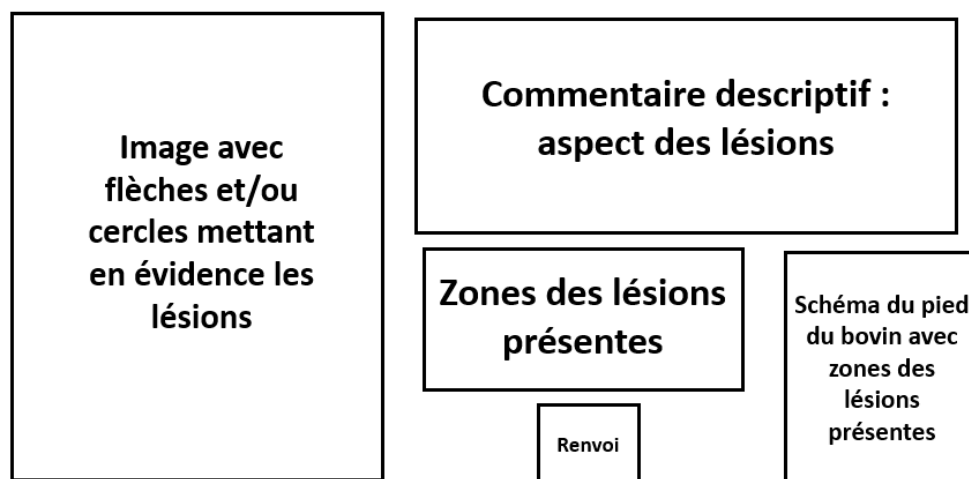 Image avec
flèches et/ou
cercles mettant
en évidence les
lésions
Commentaire descriptif :
aspect des lésions
Zones des lésions
présentes
Renvoi
Schéma du pied
du bovin avec
zones des
lésions
présentes